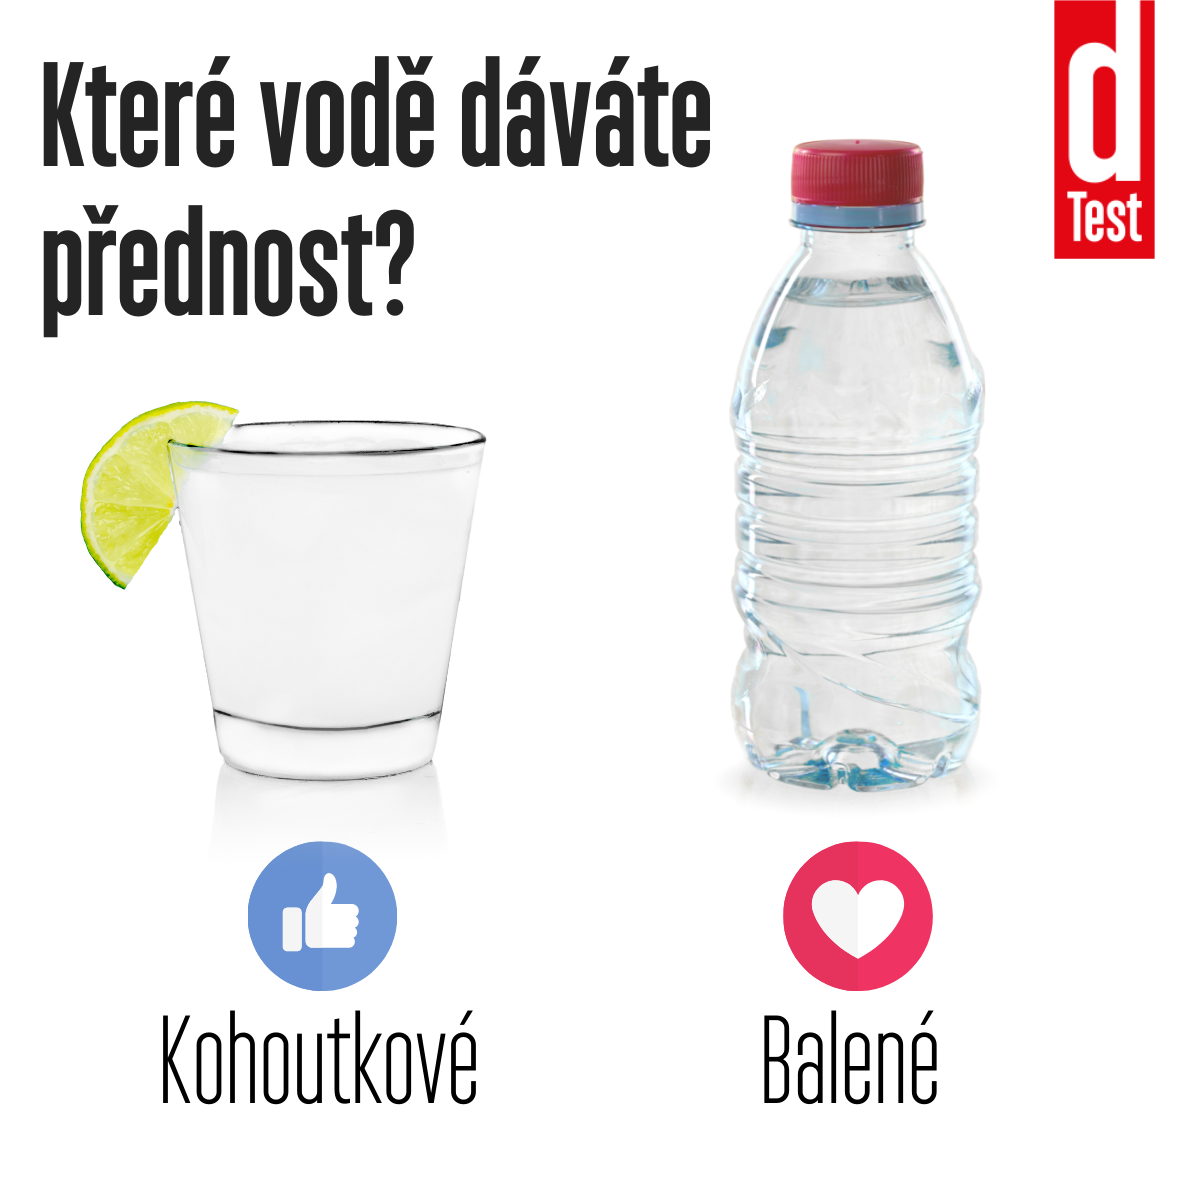 Které vodě dáváte
přednost?
d
Test
Kohoutkové
Balené